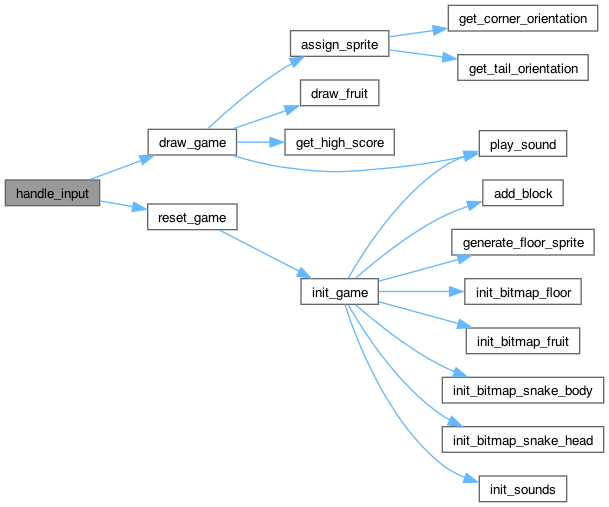 get_corner_orientation
assign_sprite
get_tail_orientation
draw_fruit
draw_game
get_high_score
play_sound
handle_input
add_block
reset_game
generate_floor_sprite
init_game
init_bitmap_floor
init_bitmap_fruit
init_bitmap_snake_body
init_bitmap_snake_head
init_sounds